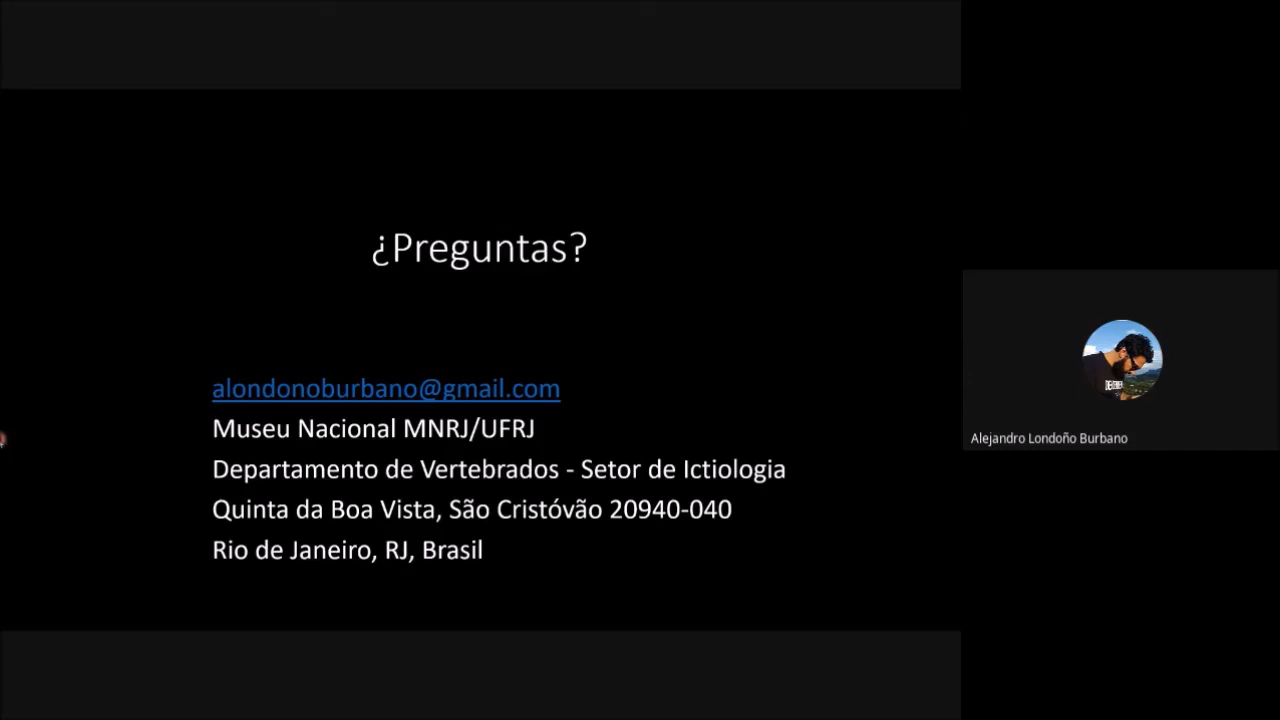 ¿Preguntas?
alondonoburbano@gmail.com
Museu Nacional MNRJ/UFRJ
Departamento de Vertebrados - Setor de Ictiologia
Quinta da Boa Vista, São Cristóvão 20940-040
Rio de Janeiro, RJ, Brasil
Alejandro Londoño Burbano